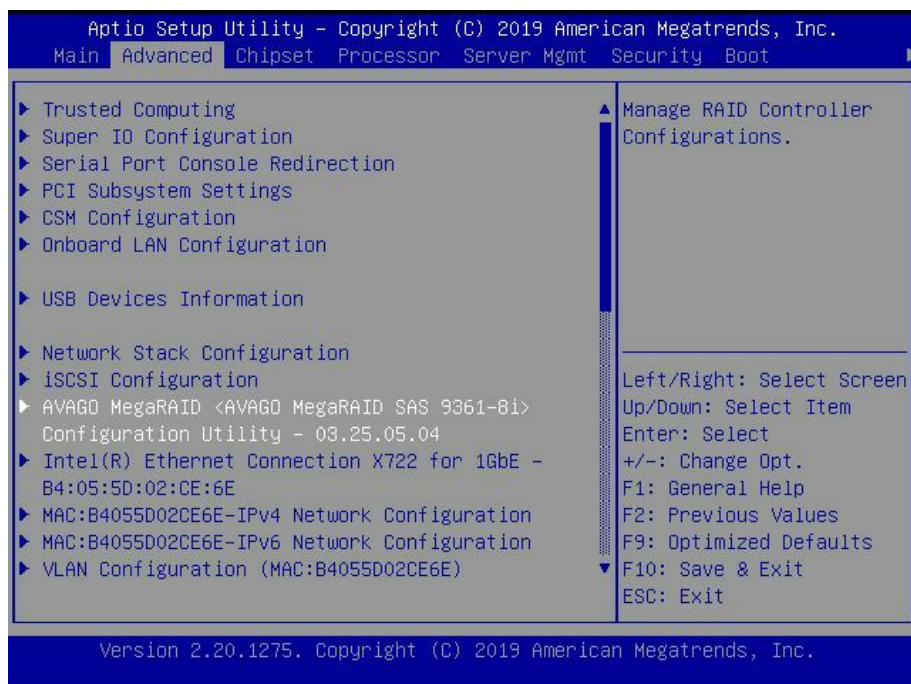 Aptio Setup Utility – Copyright (C) 2019 American Megatrends, Inc.
Main Advanced Chipset Processor Server Mgmt Security Boot
Trusted Computing
Super IO Configuration
Serial Port Console Redirection
PCI Subsystem Settings
CSM Configuration
Onboard LAN Configuration
USB Devices Information
Network Stack Configuration
iSCSI Configuration
AVAGO MegaRAID <AVAGO MegaRAID SAS 9361-8i>
Configuration Utility – 03.25.05.04
Intel(R) Ethernet Connection X722 for 1GbE –
B4:05:5D:02:CE:6E
MAC:B4055D02CE6E-IPv4 Network Configuration
MAC:B4055D02CE6E-IPv6 Network Configuration
VLAN Configuration (MAC:B4055D02CE6E)
Manage RAID Controller
Configurations.
Left/Right: Select Screen
Up/Down: Select Item
Enter: Select
+/-: Change Opt.
F1: General Help
F2: Previous Values
F9: Optimized Defaults
F10: Save & Exit
ESC: Exit
Version 2.20.1275. Copyright (C) 2019 American Megatrends, Inc.